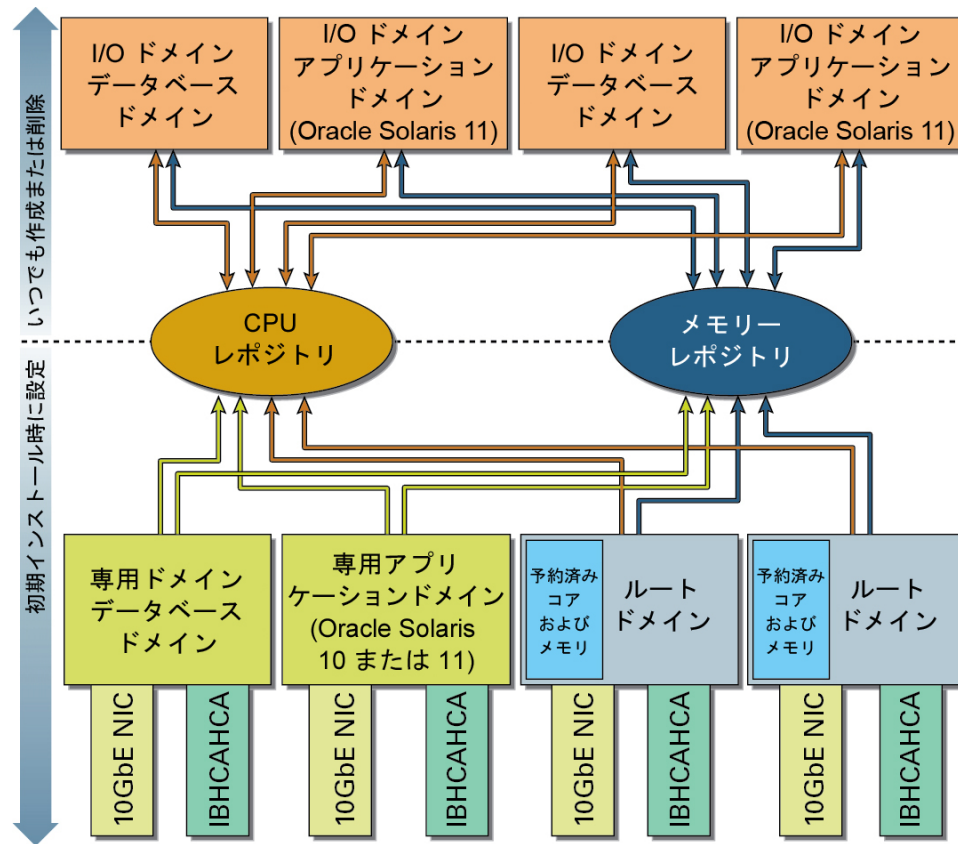 いつでも作成または削除
I/O ドメイン
データベース
ドメイン
I/O ドメイン
アプリケーション
ドメイン
(Oracle Solaris 11)
I/O ドメイン
データベース
ドメイン
I/O ドメイン
アプリケーション
ドメイン
(Oracle Solaris 11)
CPU
レポジトリ
メモリー
レポジトリ
初期インストール時に設定
専用ドメイン
データベース
ドメイン
専用アプリ
ケーションドメイン
(Oracle Solaris
10 または 11)
予約済み
コア
および
メモリ
ルート
ドメイン
予約済み
コア
および
メモリ
ルート
ドメイン
10GbE NIC
IBHCAHCA
10GbE NIC
IBHCAHCA
10GbE NIC
IBHCAHCA
10GbE NIC
IBHCAHCA